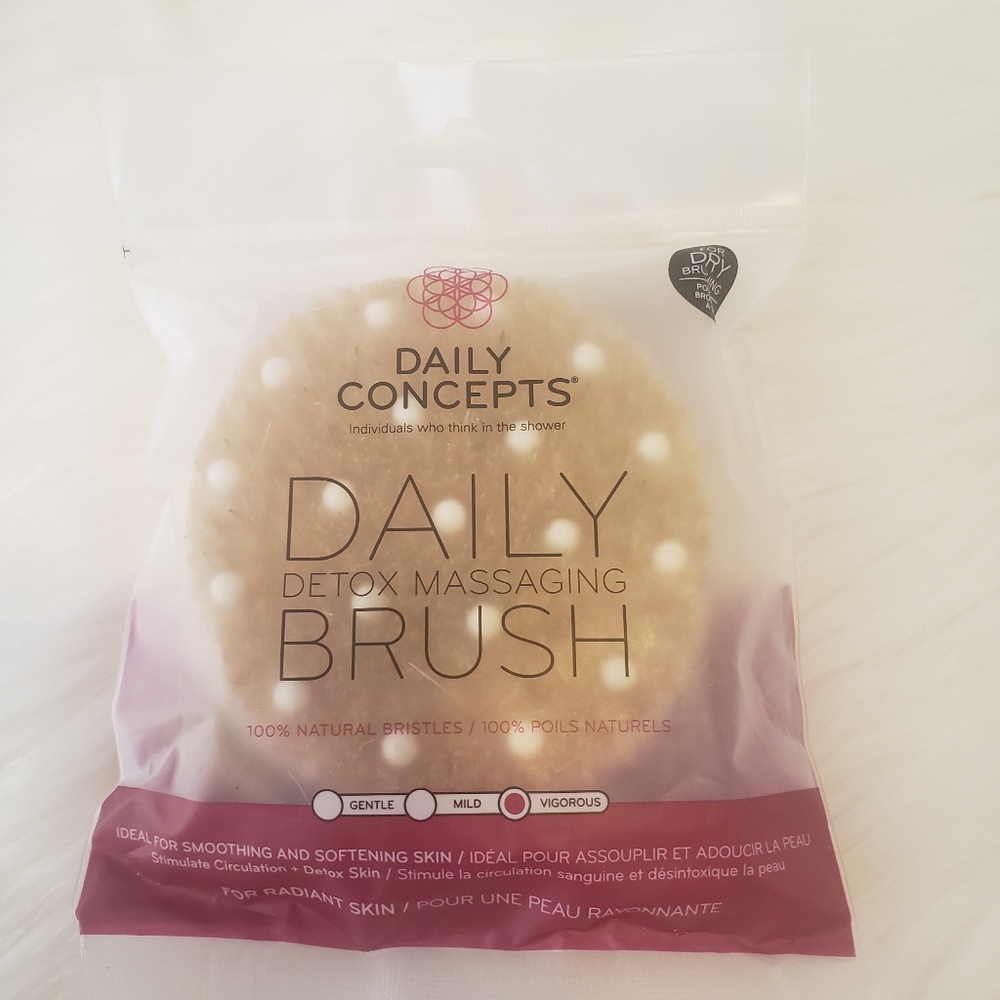 FOR
DRY
BRUSHING
DAILY
CONCEPTS®
Individuals who think in the shower
DAILY
DETOX MASSAGING
BRUSH
100% NATURAL BRISTLES / 100% POILS NATURELS
GENTLE MILD VIGOROUS
IDEAL FOR SMOOTHING AND SOFTENING SKIN / IDÉAL POUR ASSOUPLIR ET ADOUCIR LA PEAU
Stimulate Circulation + Detox Skin / Stimule la circulation sanguine et désintoxique la peau
FOR RADIANT SKIN / POUR UNE PEAU RAYONNANTE